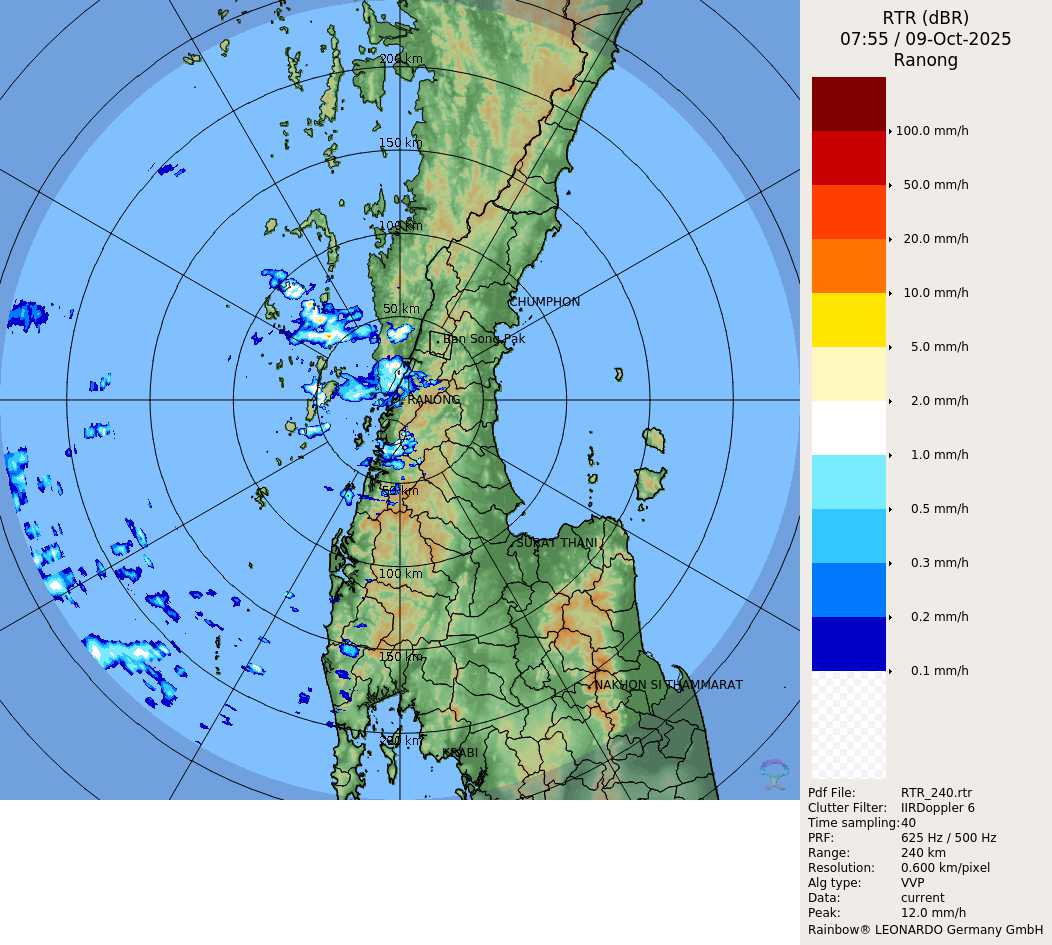 RTR (dBR)
07:55 / 09-Oct-2025
Ranong
100.0 mm/h
50.0 mm/h
20.0 mm/h
10.0 mm/h
5.0 mm/h
2.0 mm/h
1.0 mm/h
0.5 mm/h
0.3 mm/h
0.2 mm/h
0.1 mm/h
Pdf File: RTR_240.rtr
Clutter Filter: IIRDoppler 6
Time sampling: 40
PRF: 625 Hz / 500 Hz
Range: 240 km
Resolution: 0.600 km/pixel
Alg type: VVP
Data: current
Peak: 12.0 mm/h
Rainbow® LEONARDO Germany GmbH
200 km
150 km
100 km
50 km
CHUMPHON
Ban Song Pak
RANONG
50 km
SURAT THANI
100 km
150 km
NAKHON SI THAMMARAT
200 km
KRABI